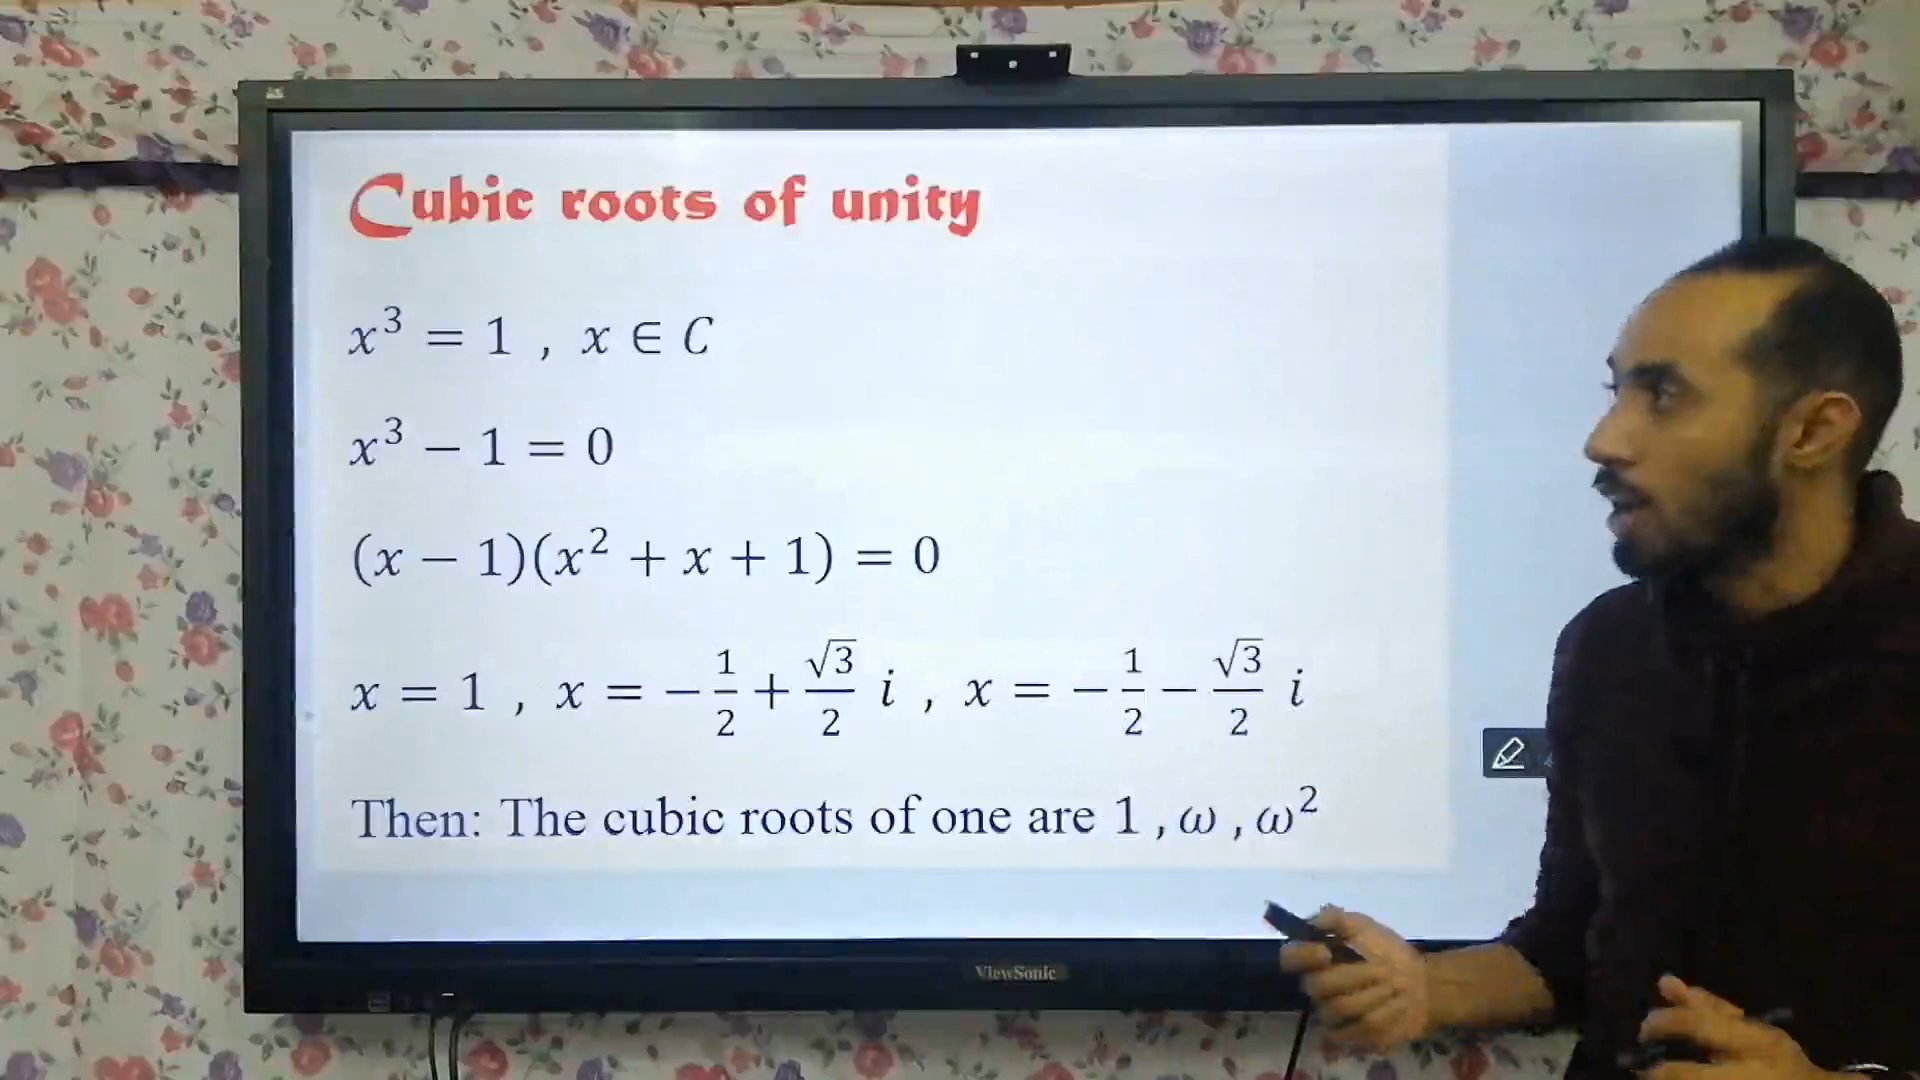 Cubic roots of unity
x³ = 1 , x ∈ C
x³ − 1 = 0
(x − 1)(x² + x + 1) = 0
x = 1 , x = −1/2 + √3/2 i , x = −1/2 − √3/2 i
Then: The cubic roots of one are 1 , ω , ω²
ViewSonic